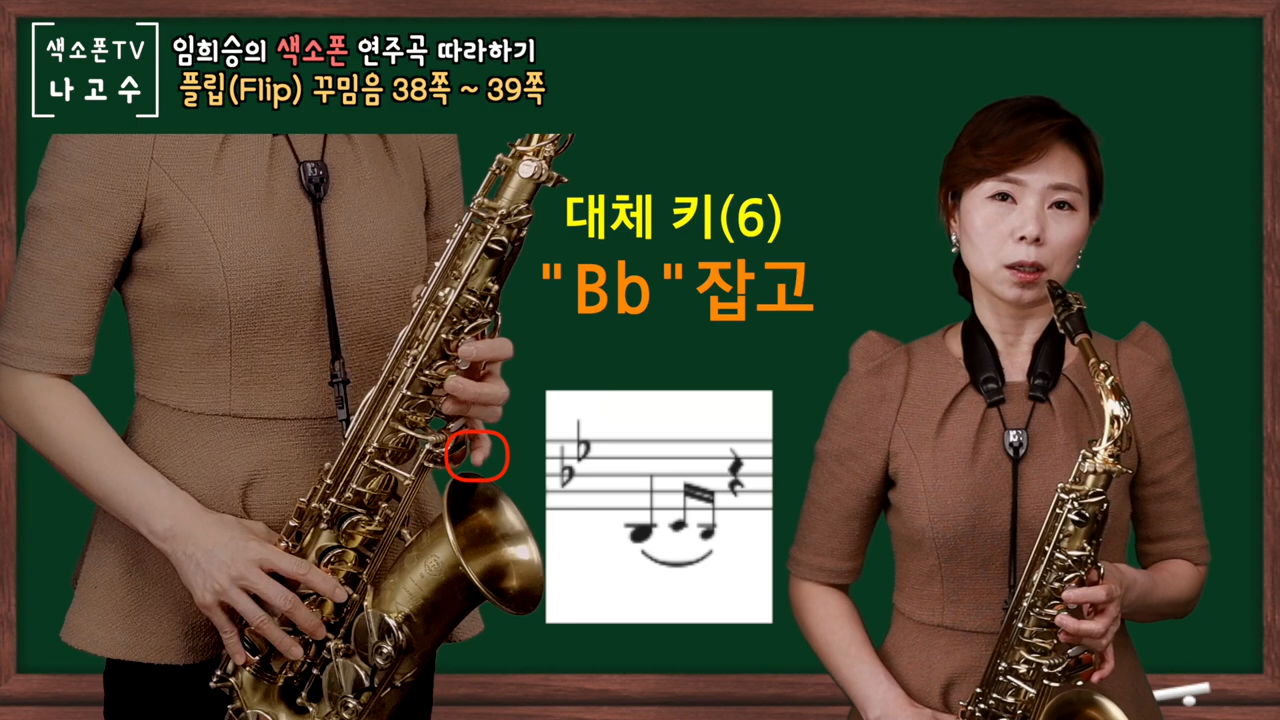 색소폰TV
나고수
임희승의 색소폰 연주곡 따라하기
플립(Flip) 꾸밈음 38쪽 ~ 39쪽
대체 키(6)
"Bb"잡고